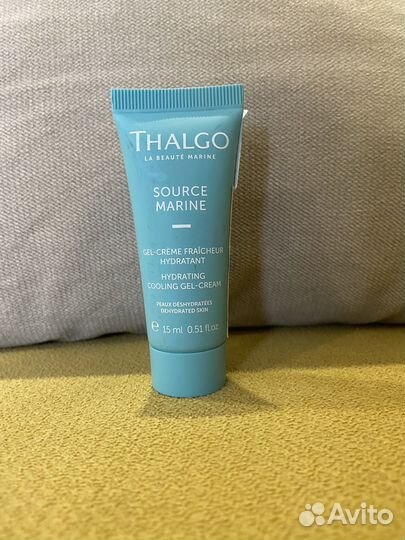 THALGO
LA BEAUTÉ MARINE
SOURCE
MARINE
GEL-CRÈME FRAÎCHEUR
HYDRATANT
HYDRATING
COOLING GEL-CREAM
PEAUX DÉSHYDRATÉES
DEHYDRATED SKIN
℮ 15 ml 0.51 fl.oz
Avito